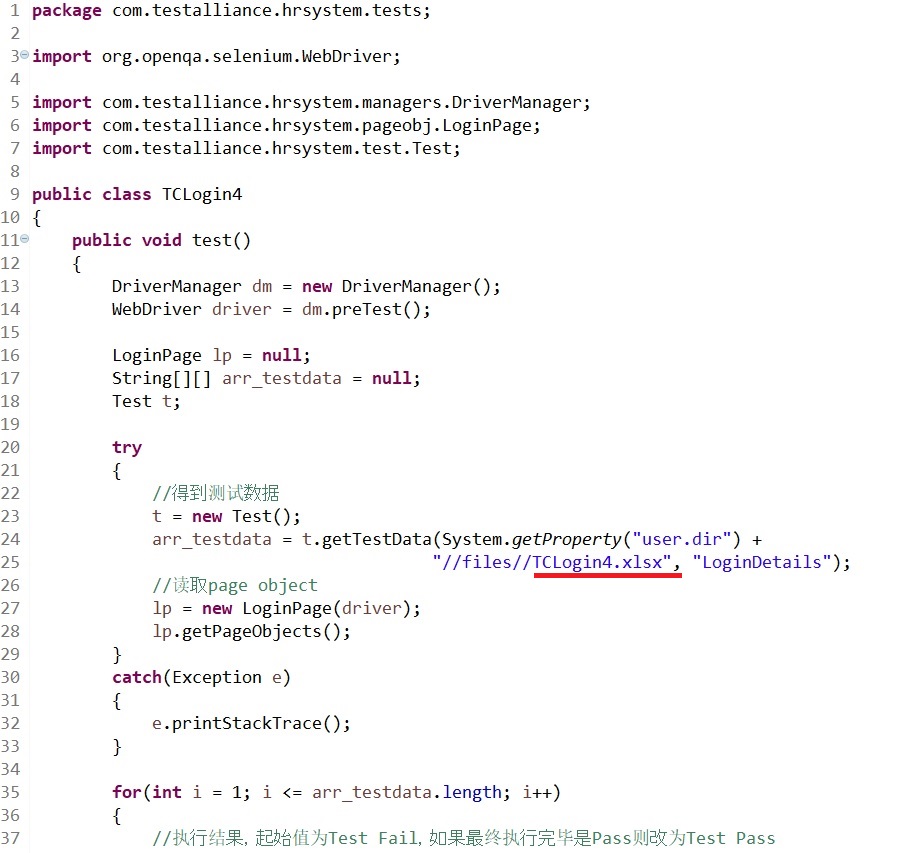 1 package com.testalliance.hrsystem.tests;
2
3 import org.openqa.selenium.WebDriver;
4
5 import com.testalliance.hrsystem.managers.DriverManager;
6 import com.testalliance.hrsystem.pageobj.LoginPage;
7 import com.testalliance.hrsystem.test.Test;
8
9 public class TCLogin4
10 {
11     public void test()
12     {
13         DriverManager dm = new DriverManager();
14         WebDriver driver = dm.preTest();
15
16         LoginPage lp = null;
17         String[][] arr_testdata = null;
18         Test t;
19
20         try
21         {
22             //得到测试数据
23             t = new Test();
24             arr_testdata = t.getTestData(System.getProperty("user.dir") +
25                                         "//files//TCLogin4.xlsx", "LoginDetails");
26             //读取page object
27             lp = new LoginPage(driver);
28             lp.getPageObjects();
29         }
30         catch(Exception e)
31         {
32             e.printStackTrace();
33         }
34
35         for(int i = 1; i <= arr_testdata.length; i++)
36         {
37             //执行结果, 起始值为Test Fail, 如果最终执行完毕是Pass则改为Test Pass